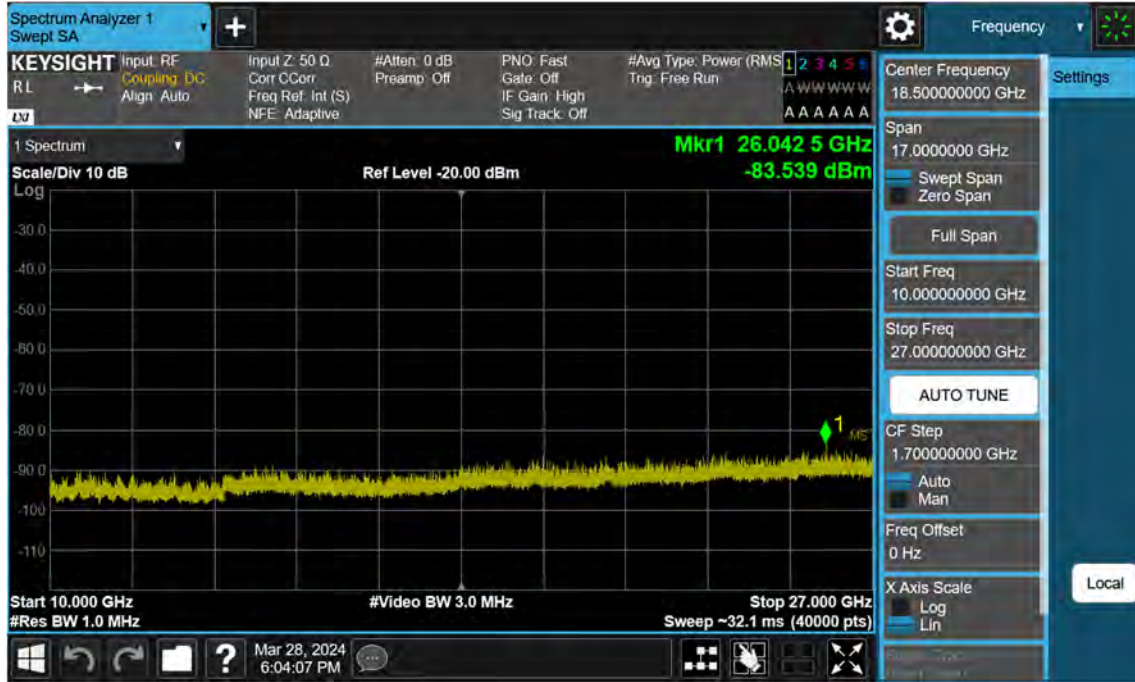 Spectrum Analyzer 1
Swept SA
Frequency
KEYSIGHT
RL
LXI
Input: RF
Coupling: DC
Align: Auto
Input Z: 50 Ω
Corr CCorr
Freq Ref: Int (S)
NFE: Adaptive
#Atten: 0 dB
Preamp: Off
PNO: Fast
Gate: Off
IF Gain: High
Sig Track: Off
#Avg Type: Power (RMS
Trig: Free Run
1 2 3 4 5 6
A W W W W W
A A A A A A
1 Spectrum
Scale/Div 10 dB
Log
Ref Level -20.00 dBm
Mkr1 26.042 5 GHz
-83.539 dBm
-30.0
-40.0
-50.0
-60.0
-70.0
-80.0
-90.0
-100
-110
1
MS
Start 10.000 GHz
#Res BW 1.0 MHz
#Video BW 3.0 MHz
Stop 27.000 GHz
Sweep ~32.1 ms (40000 pts)
Mar 28, 2024
6:04:07 PM
?
Center Frequency
18.500000000 GHz
Span
17.0000000 GHz
Swept Span
Zero Span
Full Span
Start Freq
10.000000000 GHz
Stop Freq
27.000000000 GHz
AUTO TUNE
CF Step
1.700000000 GHz
Auto
Man
Freq Offset
0 Hz
X Axis Scale
Log
Lin
Settings
Local